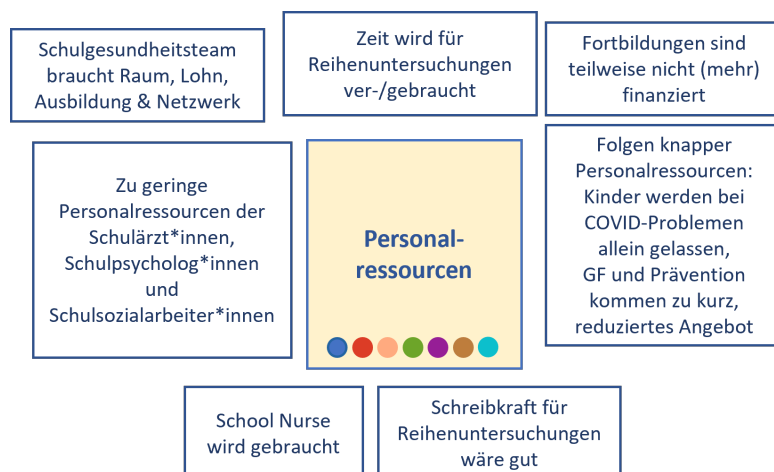 Schulgesundheitsteam
braucht Raum, Lohn,
Ausbildung & Netzwerk
Zeit wird für
Reihenuntersuchungen
ver-/gebraucht
Fortbildungen sind
teilweise nicht (mehr)
finanziert
Zu geringe
Personalressourcen der
Schulärzt*innen,
Schulpsycholog*innen
und
Schulsozialarbeiter*innen
Personal-
ressourcen
Folgen knapper
Personalressourcen:
Kinder werden bei
COVID-Problemen
allein gelassen,
GF und Prävention
kommen zu kurz,
reduziertes Angebot
School Nurse
wird gebraucht
Schreibkraft für
Reihenuntersuchungen
wäre gut